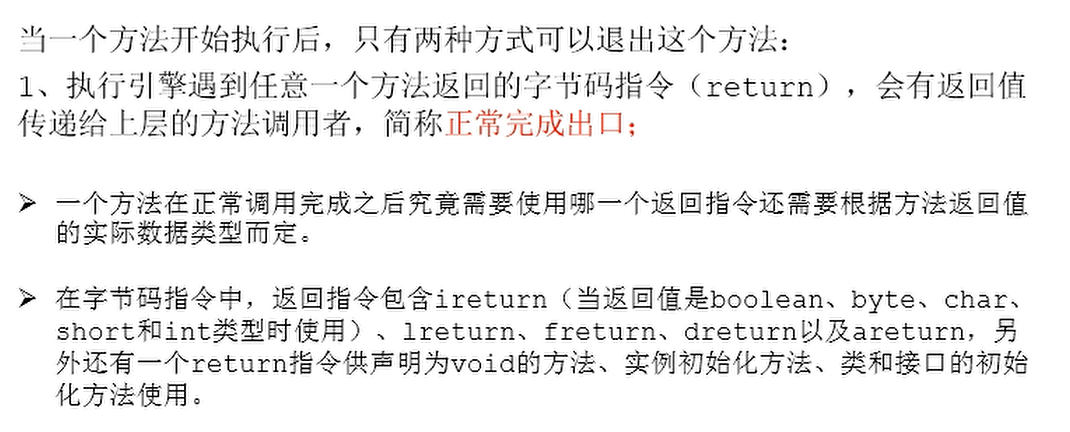 当一个方法开始执行后，只有两种方式可以退出这个方法：
1、执行引擎遇到任意一个方法返回的字节码指令（return），会有返回值
传递给上层的方法调用者，简称正常完成出口；
➢ 一个方法在正常调用完成之后究竟需要使用哪一个返回指令还需要根据方法返回值
的实际数据类型而定。
➢ 在字节码指令中，返回指令包含ireturn（当返回值是boolean、byte、char、
short和int类型时使用）、lreturn、freturn、dreturn以及areturn，另
外还有一个return指令供声明为void的方法、实例初始化方法、类和接口的初始
化方法使用。